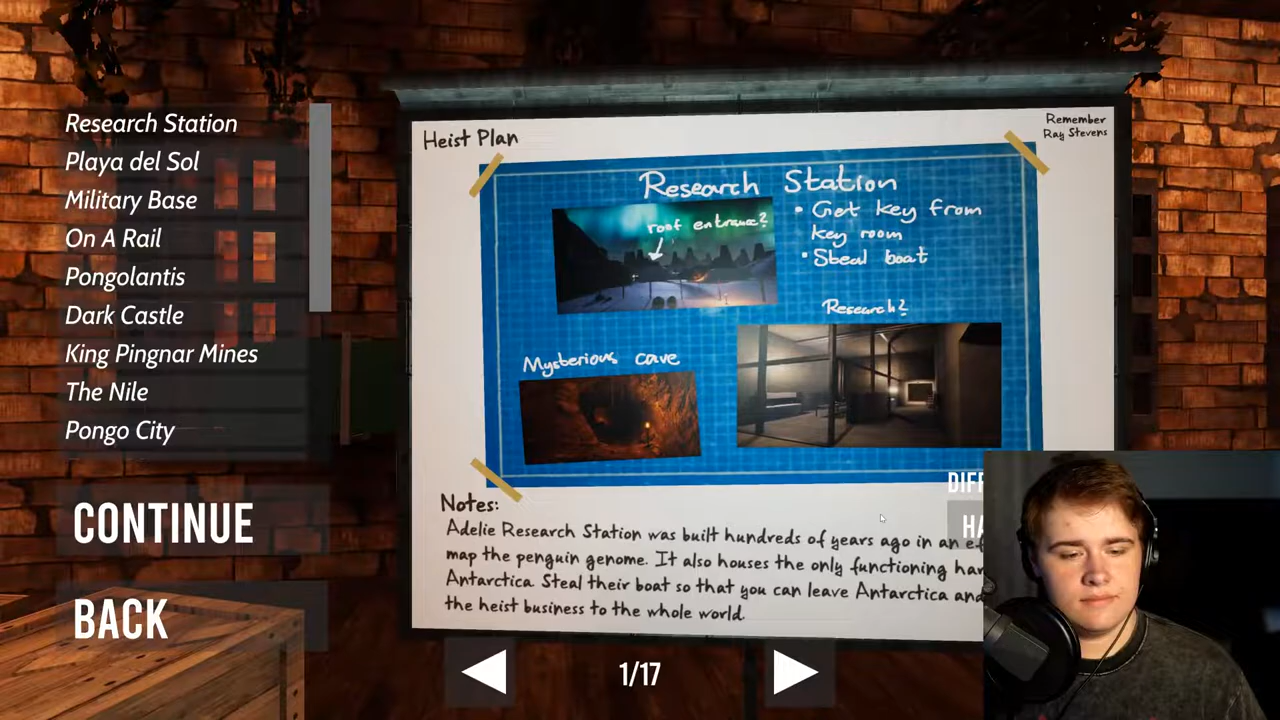 Research Station
Playa del Sol
Military Base
On A Rail
Pongolantis
Dark Castle
King Pingnar Mines
The Nile
Pongo City
CONTINUE
BACK
Heist Plan
Remember
Ray Stevens
Research Station
roof entrance?
• Get key from
key room
• Steal boat
Research?
Mysterious cave
Notes:
Adelie Research Station was built hundreds of years ago in an
map the penguin genome. It also houses the only functioning
Antarctica. Steal their boat so that you can leave Antarctica and
the heist business to the whole world.
1/17